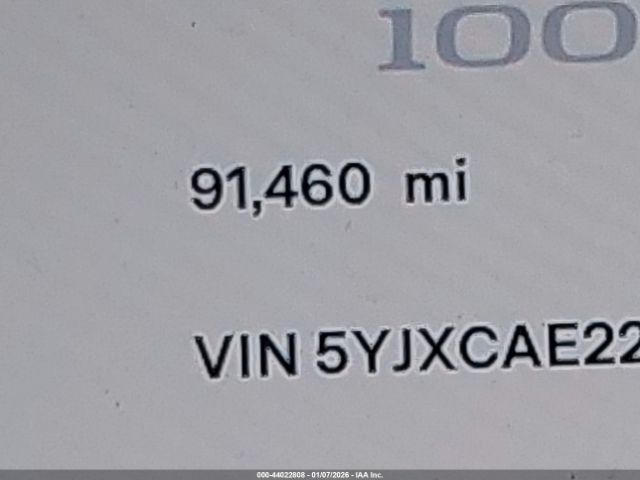 100
91,460 mi
VIN 5YJXCAE22
000-44022808 - 01/07/2026 - IAA Inc.